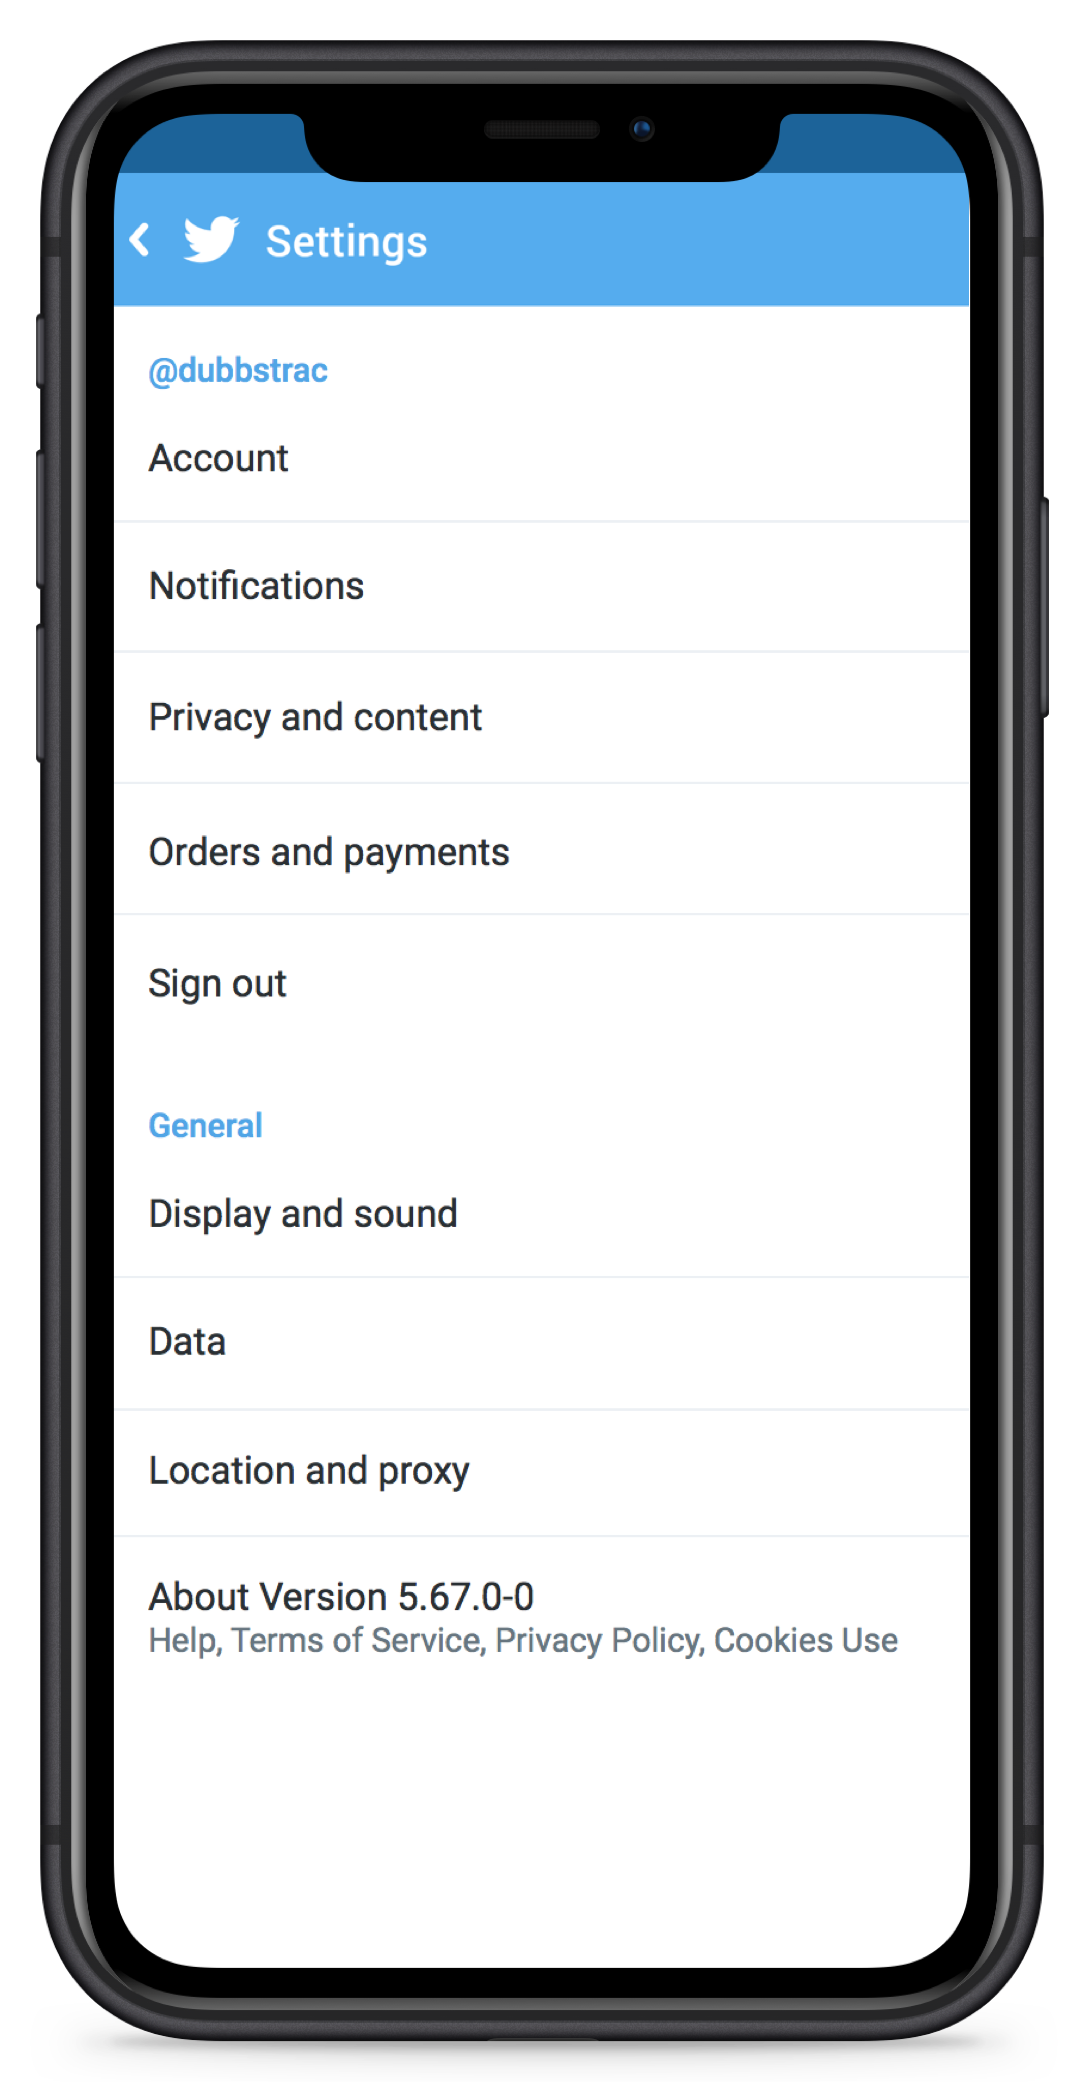 Settings
@dubbstrac
Account
Notifications
Privacy and content
Orders and payments
Sign out
General
Display and sound
Data
Location and proxy
About Version 5.67.0-0
Help, Terms of Service, Privacy Policy, Cookies Use